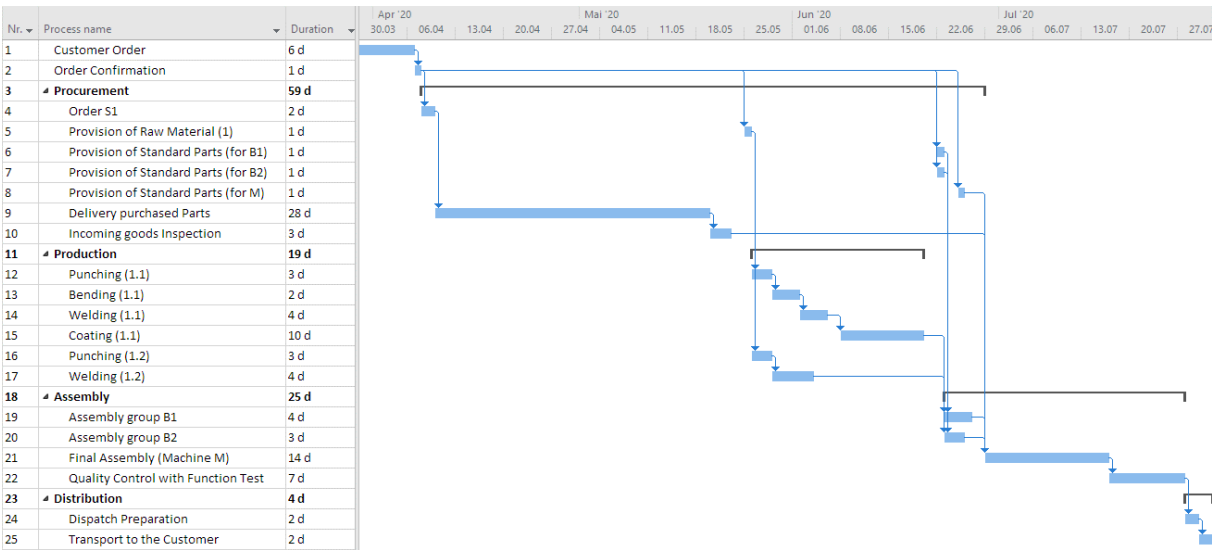 Apr '20 Mai '20 Jun '20 Jul '20
Nr. Process name Duration 30.03 06.04 13.04 20.04 27.04 04.05 11.05 18.05 25.05 01.06 08.06 15.06 22.06 29.06 06.07 13.07 20.07 27.07
1 Customer Order 6 d
2 Order Confirmation 1 d
3 Procurement 59 d
4 Order S1 2 d
5 Provision of Raw Material (1) 1 d
6 Provision of Standard Parts (for B1) 1 d
7 Provision of Standard Parts (for B2) 1 d
8 Provision of Standard Parts (for M) 1 d
9 Delivery purchased Parts 28 d
10 Incoming goods Inspection 3 d
11 Production 19 d
12 Punching (1.1) 3 d
13 Bending (1.1) 2 d
14 Welding (1.1) 4 d
15 Coating (1.1) 10 d
16 Punching (1.2) 3 d
17 Welding (1.2) 4 d
18 Assembly 25 d
19 Assembly group B1 4 d
20 Assembly group B2 3 d
21 Final Assembly (Machine M) 14 d
22 Quality Control with Function Test 7 d
23 Distribution 4 d
24 Dispatch Preparation 2 d
25 Transport to the Customer 2 d